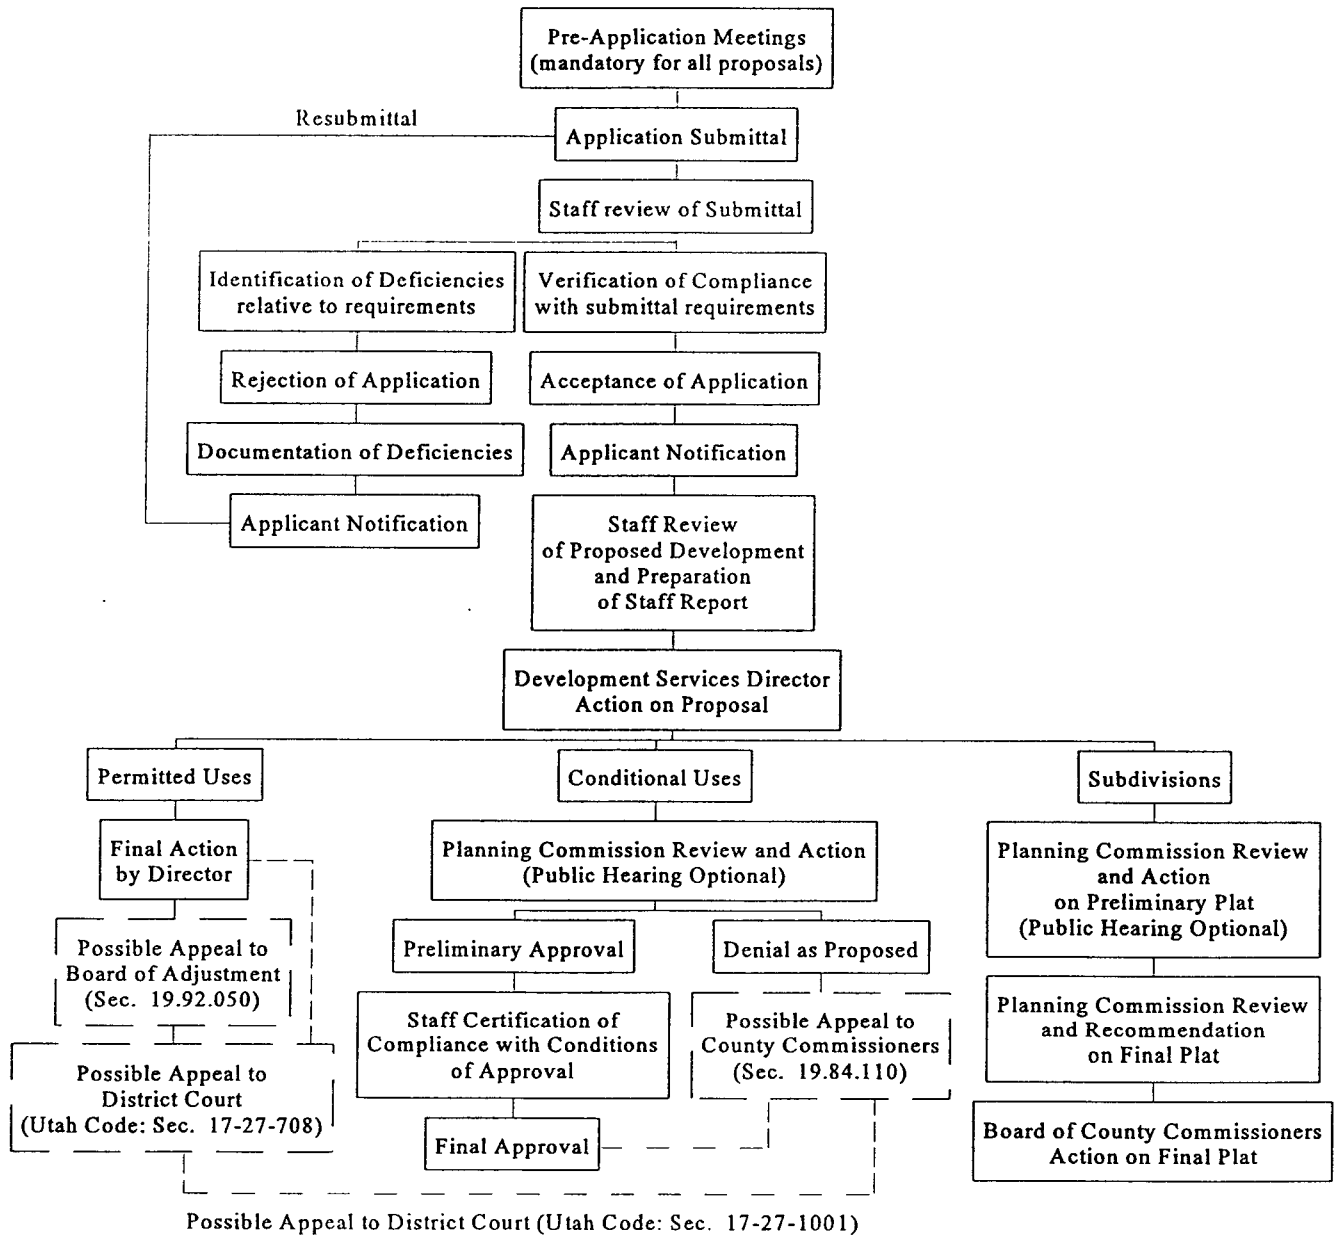 Pre-Application Meetings
(mandatory for all proposals)
Resubmittal
Application Submittal
Staff review of Submittal
Identification of Deficiencies
relative to requirements
Verification of Compliance
with submittal requirements
Rejection of Application
Acceptance of Application
Documentation of Deficiencies
Applicant Notification
Applicant Notification
Staff Review
of Proposed Development
and Preparation
of Staff Report
Development Services Director
Action on Proposal
Permitted Uses
Conditional Uses
Subdivisions
Final Action
by Director
Planning Commission Review and Action
(Public Hearing Optional)
Planning Commission Review
and Action
on Preliminary Plat
(Public Hearing Optional)
Possible Appeal to
Board of Adjustment
(Sec. 19.92.050)
Preliminary Approval
Denial as Proposed
Staff Certification of
Compliance with Conditions
of Approval
Possible Appeal to
County Commissioners
(Sec. 19.84.110)
Planning Commission Review
and Recommendation
on Final Plat
Possible Appeal to
District Court
(Utah Code: Sec. 17-27-708)
Final Approval
Board of County Commissioners
Action on Final Plat
Possible Appeal to District Court (Utah Code: Sec. 17-27-1001)